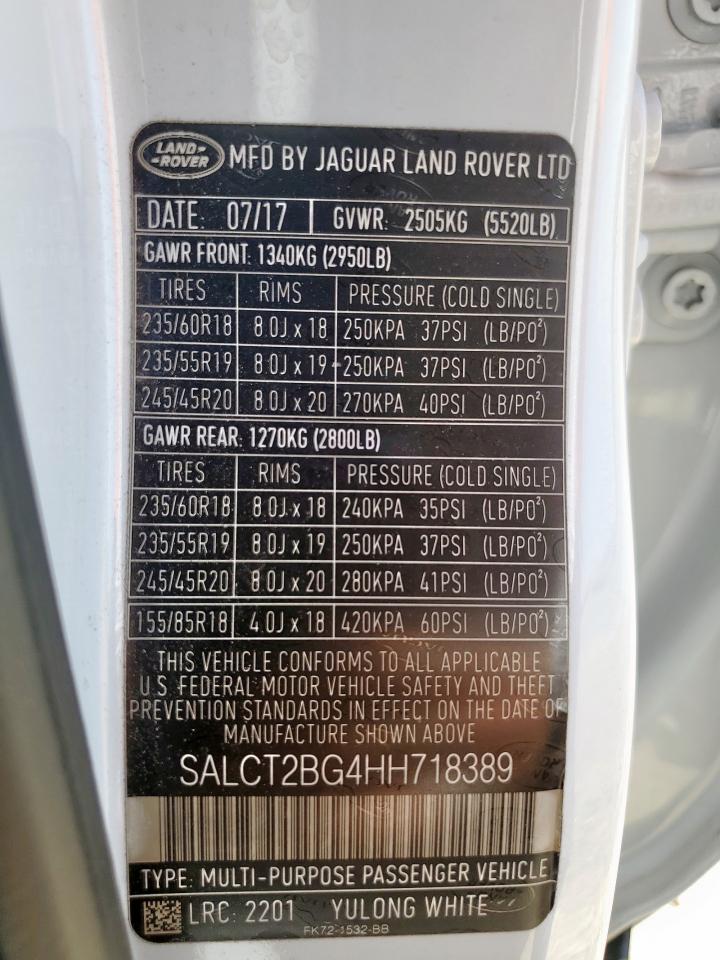 LAND-
-ROVER
MFD BY JAGUAR LAND ROVER LTD
DATE: 07/17 GVWR: 2505KG (5520LB)
GAWR FRONT: 1340KG (2950LB)
TIRES RIMS PRESSURE (COLD SINGLE)
235/60R18 8.0J x 18 250KPA 37PSI (LB/PO²)
235/55R19 8.0J x 19 250KPA 37PSI (LB/PO²)
245/45R20 8.0J x 20 270KPA 40PSI (LB/PO²)
GAWR REAR: 1270KG (2800LB)
TIRES RIMS PRESSURE (COLD SINGLE)
235/60R18 8.0J x 18 240KPA 35PSI (LB/PO²)
235/55R19 8.0J x 19 250KPA 37PSI (LB/PO²)
245/45R20 8.0J x 20 280KPA 41PSI (LB/PO²)
155/85R18 4.0J x 18 420KPA 60PSI (LB/PO²)
THIS VEHICLE CONFORMS TO ALL APPLICABLE
U.S. FEDERAL MOTOR VEHICLE SAFETY AND THEFT
PREVENTION STANDARDS IN EFFECT ON THE DATE OF
MANUFACTURE SHOWN ABOVE
SALCT2BG4HH718389
TYPE: MULTI-PURPOSE PASSENGER VEHICLE
LRC: 2201 YULONG WHITE
FK72-1532-BB